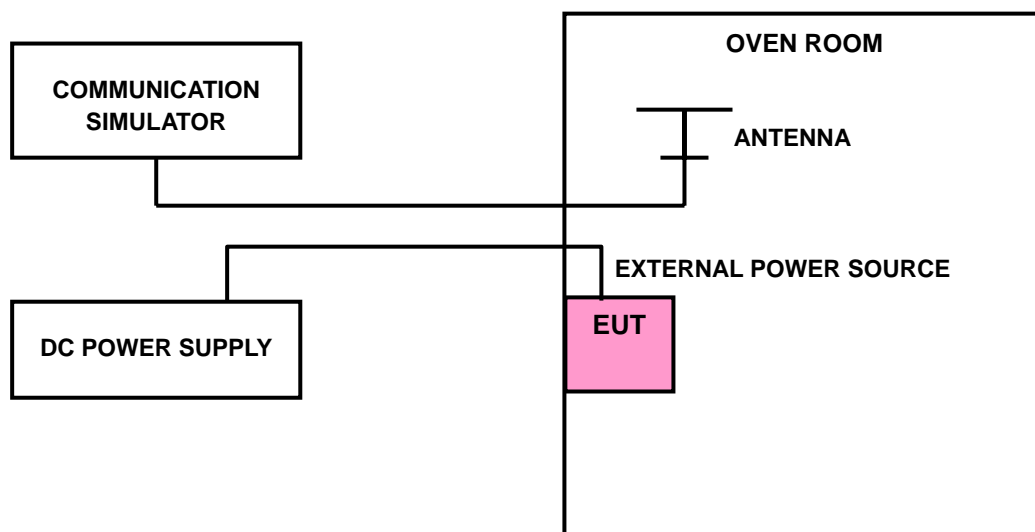 OVEN ROOM
COMMUNICATION
SIMULATOR
ANTENNA
EXTERNAL POWER SOURCE
EUT
DC POWER SUPPLY